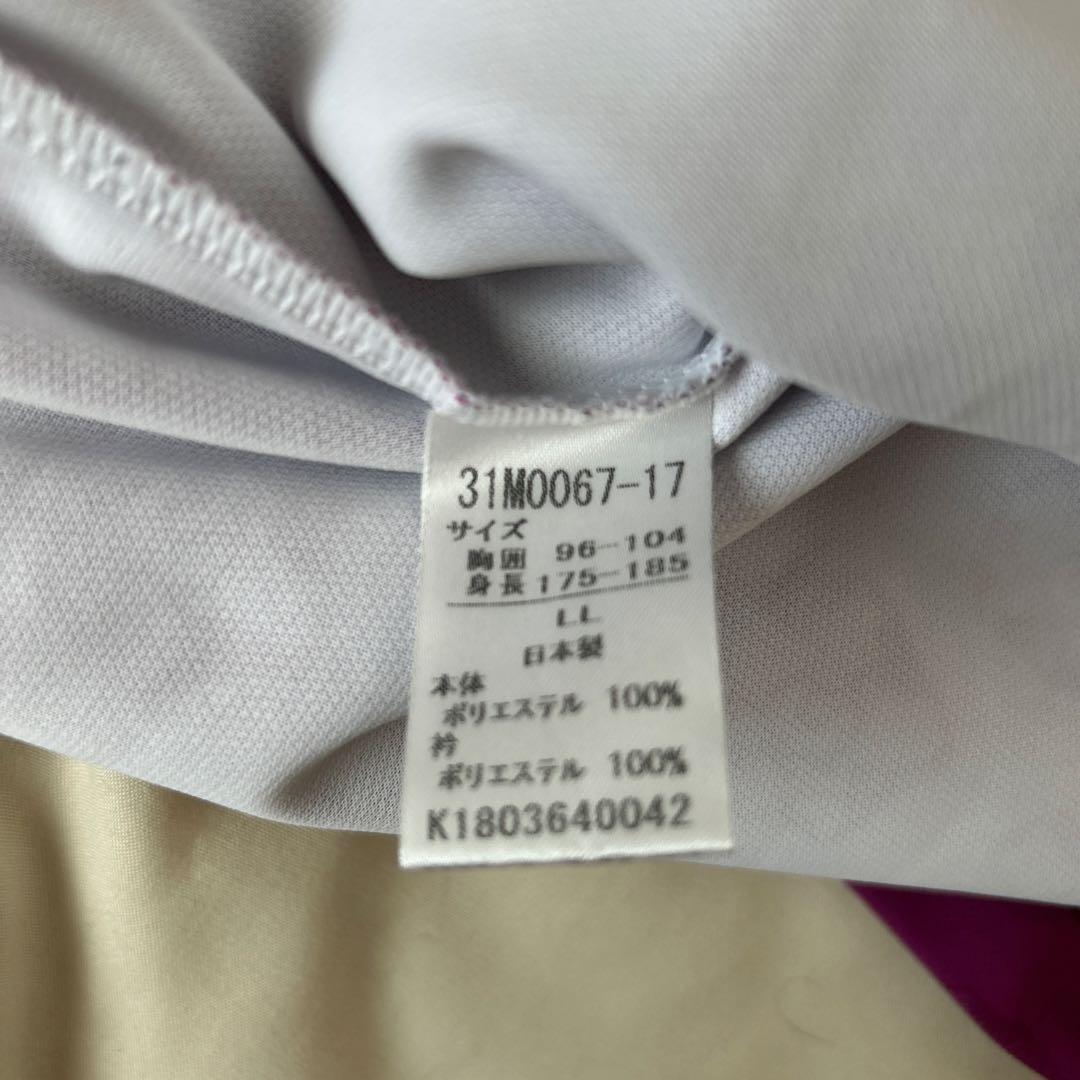 31M0067-17
サイズ
胸囲 96-104
身長 175-185
LL
日本製
本体
ポリエステル 100%
衿
ポリエステル 100%
K1803640042